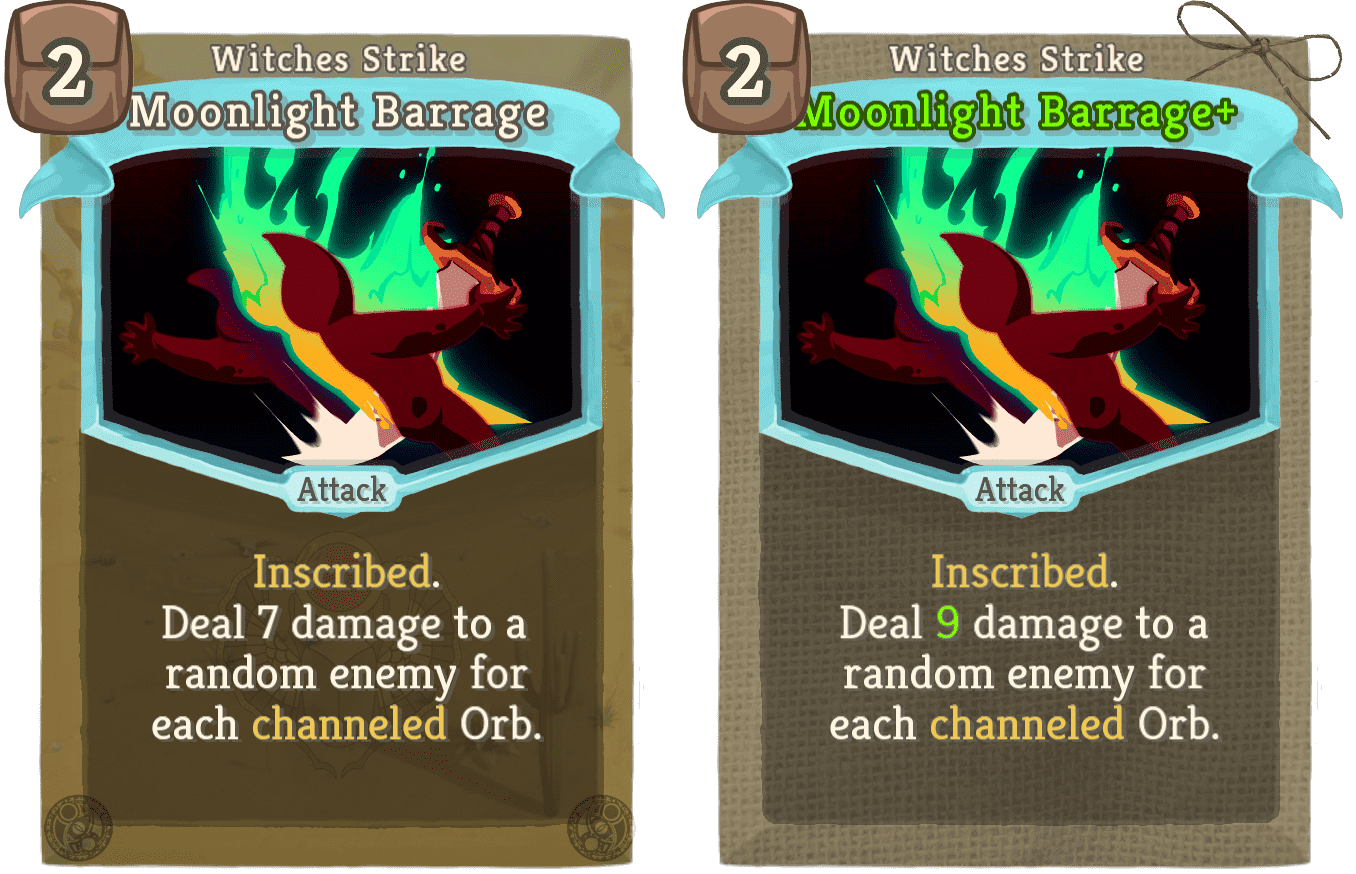 2
Witches Strike
Moonlight Barrage
Attack
Inscribed.
Deal 7 damage to a
random enemy for
each channeled Orb.
2
Witches Strike
Moonlight Barrage+
Attack
Inscribed.
Deal 9 damage to a
random enemy for
each channeled Orb.